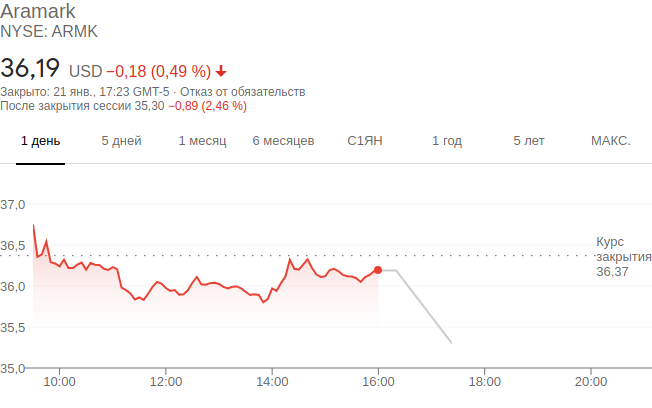 Aramark
NYSE: ARMK
36,19 USD −0,18 (0,49 %)
Закрыто: 21 янв., 17:23 GMT-5 · Отказ от обязательств
После закрытия сессии 35,30 −0,89 (2,46 %)
1 день 5 дней 1 месяц 6 месяцев С1ЯН 1 год 5 лет МАКС.
37,0
36,5
36,0
35,5
35,0
Курс
закрытия
36,37
10:00 12:00 14:00 16:00 18:00 20:00